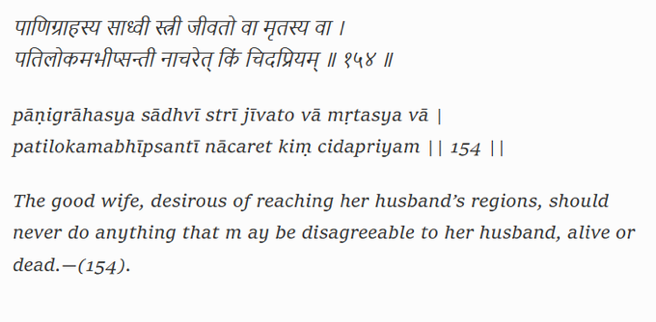 पाणिग्राहस्य साध्वी स्त्री जीवतो वा मृतस्य वा ।
पतिलोकमभीप्सन्ती नाचरेत् किं चिदप्रियम् ॥ १५४ ॥
pāṇigrāhasya sādhvī strī jīvato vā mṛtasya vā |
patilokamabhīpsantī nācaret kiṃ cidapriyam || 154 ||
The good wife, desirous of reaching her husband’s regions, should
never do anything that m ay be disagreeable to her husband, alive or
dead.—(154).